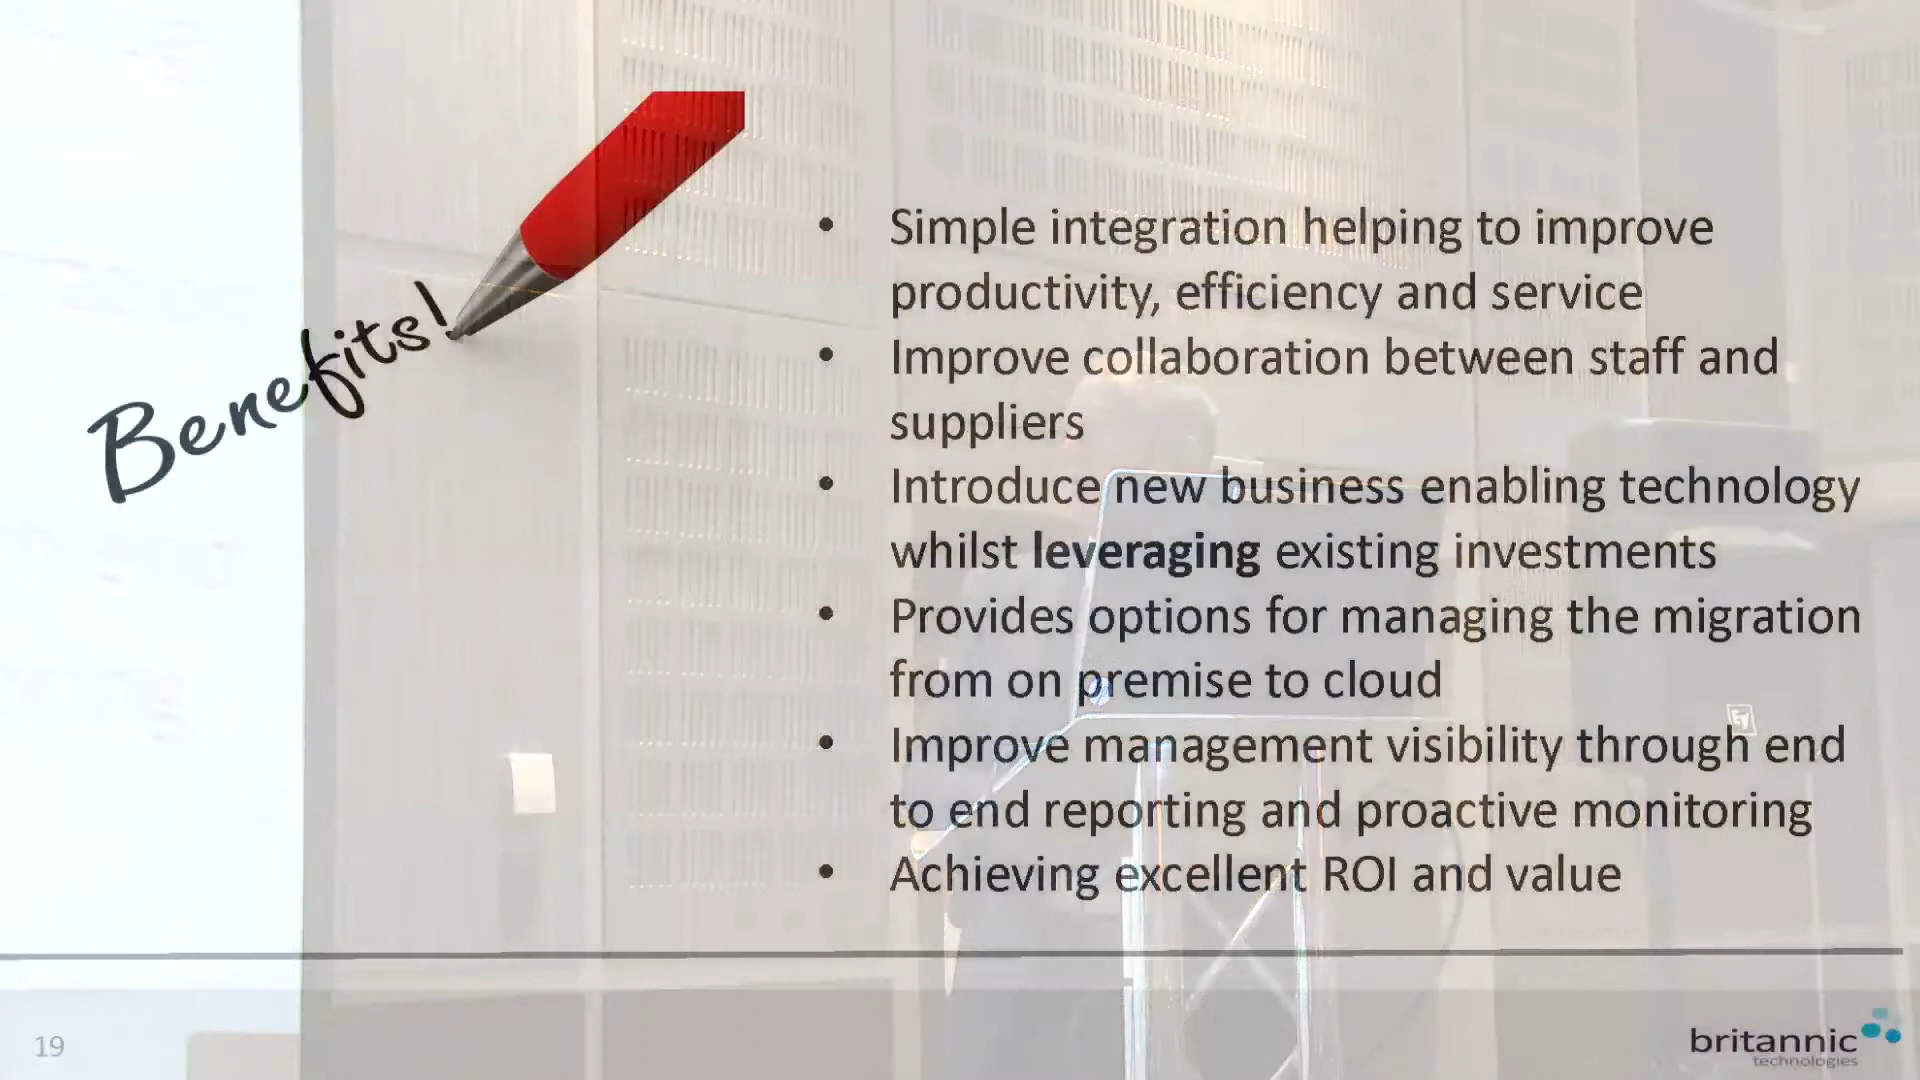 Benefits!
• Simple integration helping to improve
productivity, efficiency and service
• Improve collaboration between staff and
suppliers
• Introduce new business enabling technology
whilst leveraging existing investments
• Provides options for managing the migration
from on premise to cloud
• Improve management visibility through end
to end reporting and proactive monitoring
• Achieving excellent ROI and value
19
britannic
technologies